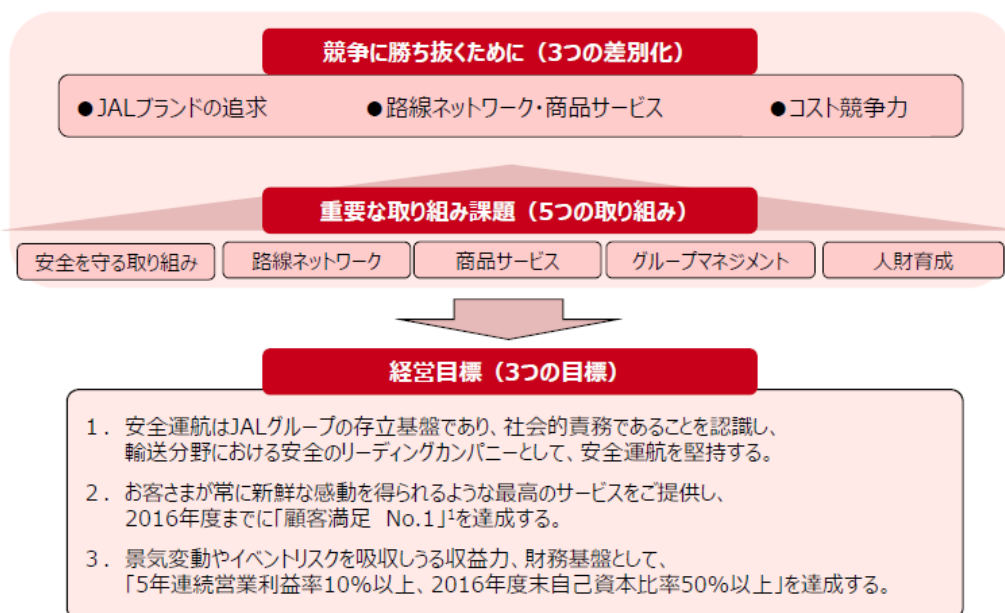 競争に勝ち抜くために（3つの差別化）
●JALブランドの追求　●路線ネットワーク・商品サービス　●コスト競争力
重要な取り組み課題（5つの取り組み）
安全を守る取り組み　路線ネットワーク　商品サービス　グループマネジメント　人財育成
経営目標（3つの目標）
1．安全運航はJALグループの存立基盤であり、社会的責務であることを認識し、
輸送分野における安全のリーディングカンパニーとして、安全運航を堅持する。
2．お客さまが常に新鮮な感動を得られるような最高のサービスをご提供し、
2016年度までに「顧客満足　No.1」¹を達成する。
3．景気変動やイベントリスクを吸収しうる収益力、財務基盤として、
「5年連続営業利益率10%以上、2016年度末自己資本比率50%以上」を達成する。